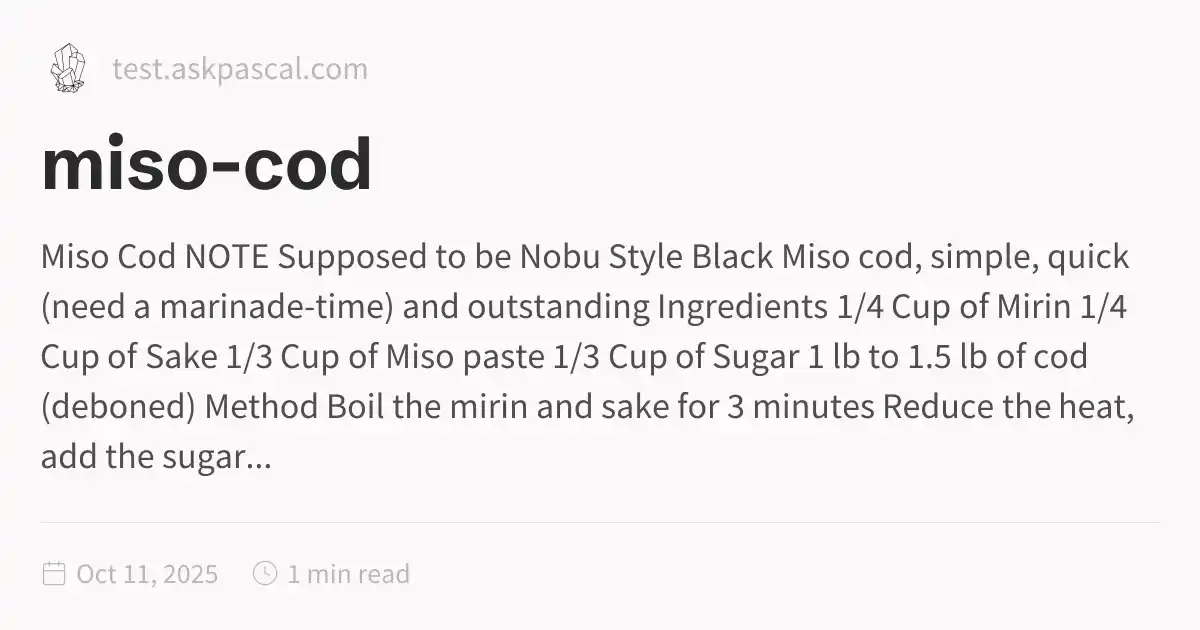 test.askpascal.com
miso-cod
Miso Cod NOTE Supposed to be Nobu Style Black Miso cod, simple, quick
(need a marinade-time) and outstanding Ingredients 1/4 Cup of Mirin 1/4
Cup of Sake 1/3 Cup of Miso paste 1/3 Cup of Sugar 1 lb to 1.5 lb of cod
(deboned) Method Boil the mirin and sake for 3 minutes Reduce the heat,
add the sugar...
Oct 11, 2025 1 min read